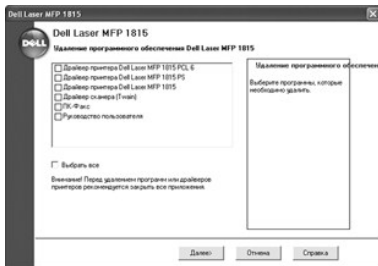 Dell Laser MFP 1815
DELL
Dell Laser MFP 1815
Удаление программного обеспечения Dell Laser MFP 1815
Драйвер принтера Dell Laser MFP 1815 PCL 6
Драйвер принтера Dell Laser MFP 1815 PS
Драйвер принтера Dell Laser MFP 1815
Драйвер сканера (Twain)
ПК-Факс
Руководство пользователя
Выбрать все
Внимание! Перед удалением программ или драйверов
принтеров рекомендуется закрыть все приложения.
Удаление программного обеспечен
Выберите программы, которые
необходимо удалить.
Далее>
Отмена
Справка